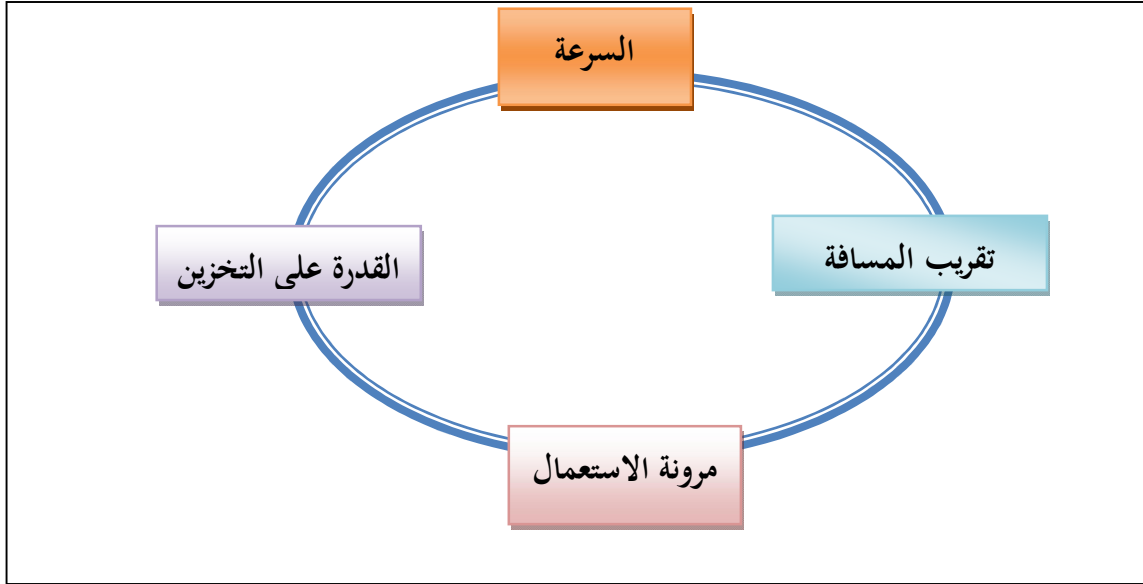 السرعة
تقريب المسافة
القدرة على التخزين
مرونة الاستعمال